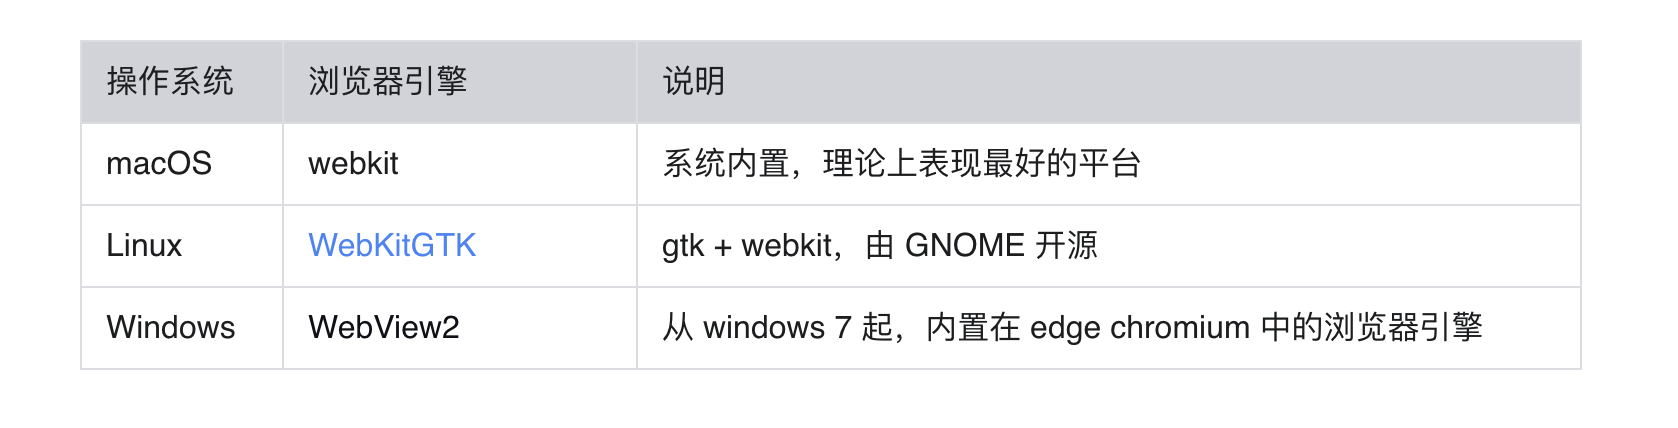 操作系统 浏览器引擎 说明
macOS webkit 系统内置，理论上表现最好的平台
Linux WebKitGTK gtk + webkit，由 GNOME 开源
Windows WebView2 从 windows 7 起，内置在 edge chromium 中的浏览器引擎